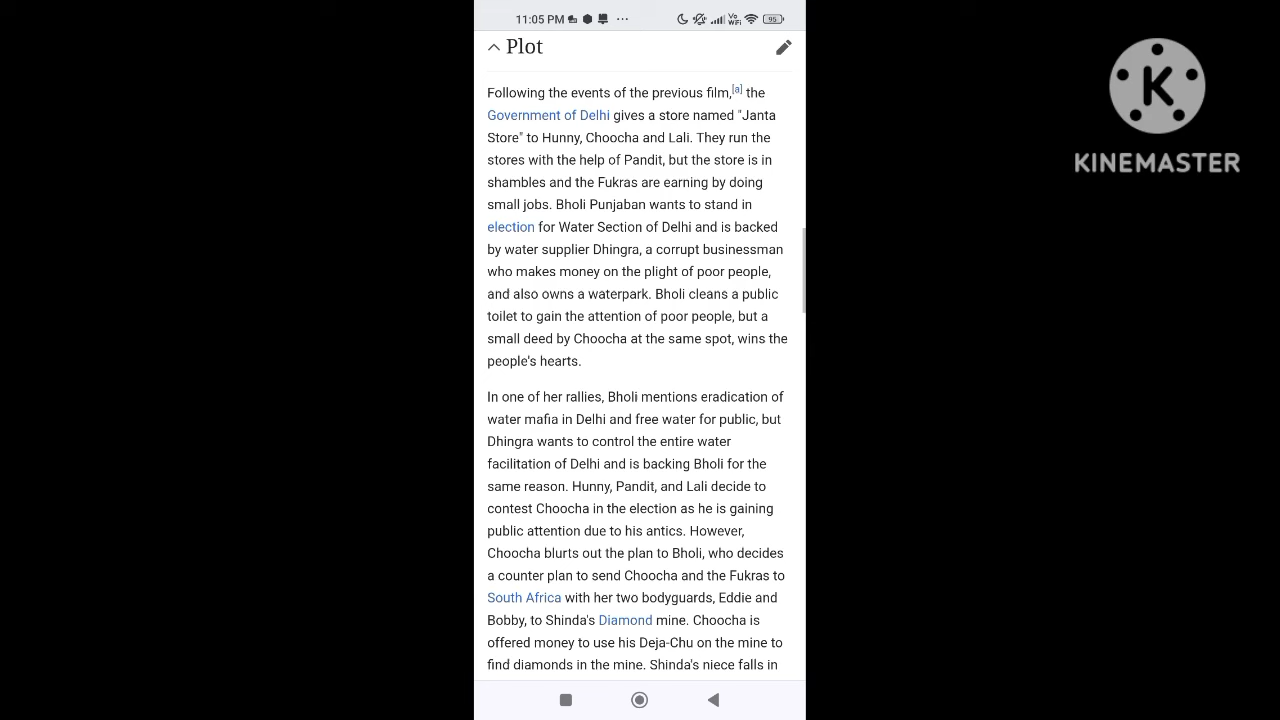 11:05 PM
Vo
WiFi
95
Plot
Following the events of the previous film,[a] the
Government of Delhi gives a store named "Janta
Store" to Hunny, Choocha and Lali. They run the
stores with the help of Pandit, but the store is in
shambles and the Fukras are earning by doing
small jobs. Bholi Punjaban wants to stand in
election for Water Section of Delhi and is backed
by water supplier Dhingra, a corrupt businessman
who makes money on the plight of poor people,
and also owns a waterpark. Bholi cleans a public
toilet to gain the attention of poor people, but a
small deed by Choocha at the same spot, wins the
people's hearts.
In one of her rallies, Bholi mentions eradication of
water mafia in Delhi and free water for public, but
Dhingra wants to control the entire water
facilitation of Delhi and is backing Bholi for the
same reason. Hunny, Pandit, and Lali decide to
contest Choocha in the election as he is gaining
public attention due to his antics. However,
Choocha blurts out the plan to Bholi, who decides
a counter plan to send Choocha and the Fukras to
South Africa with her two bodyguards, Eddie and
Bobby, to Shinda's Diamond mine. Choocha is
offered money to use his Deja-Chu on the mine to
find diamonds in the mine. Shinda's niece falls in
K
KINEMASTER